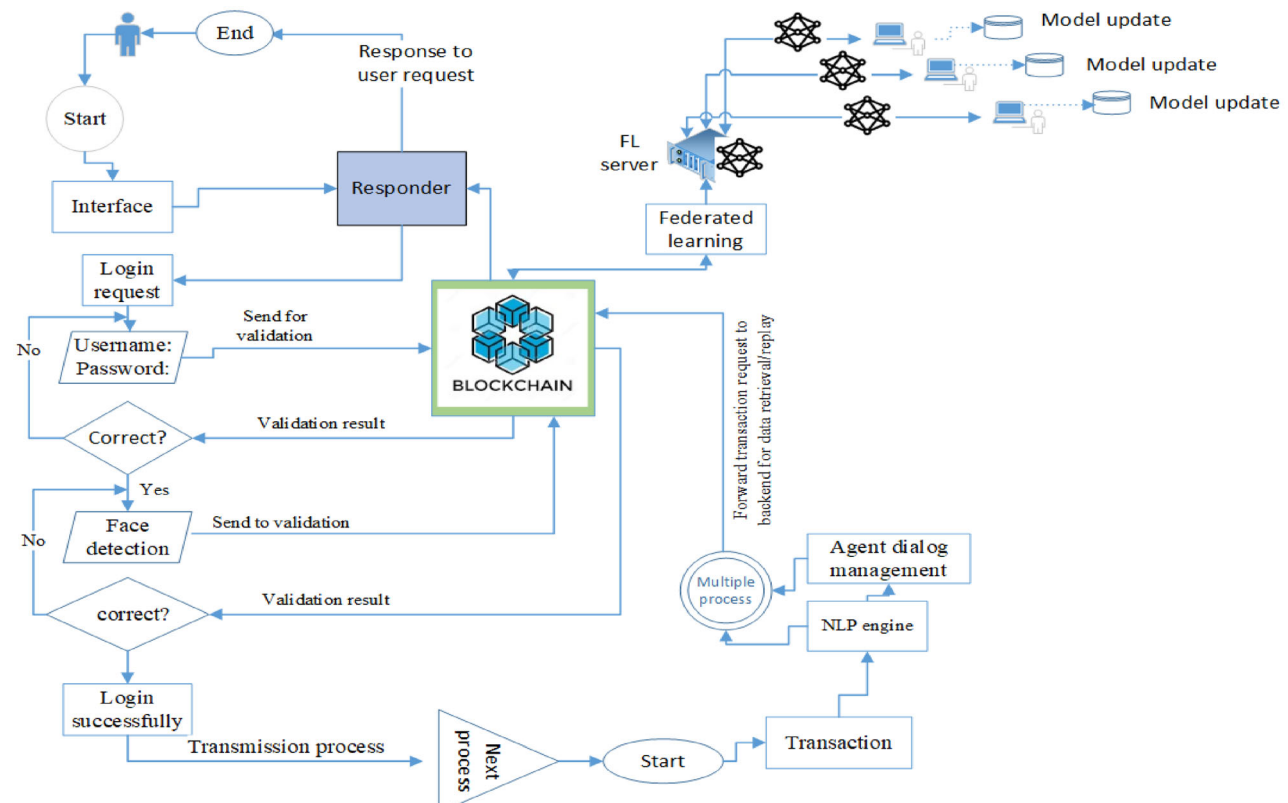 End
Start
Response to
user request
Model update
Model update
Model update
FL
server
Interface
Responder
Federated
learning
Login
request
No
Username:
Password:
Send for
validation
BLOCKCHAIN
Forward transaction request to
backend for data retrieval/replay
Correct?
Validation result
Yes
No
Face
detection
Send to validation
Agent dialog
management
Multiple
process
NLP engine
correct?
Validation result
Login
successfully
Transmission process
Next
process
Start
Transaction